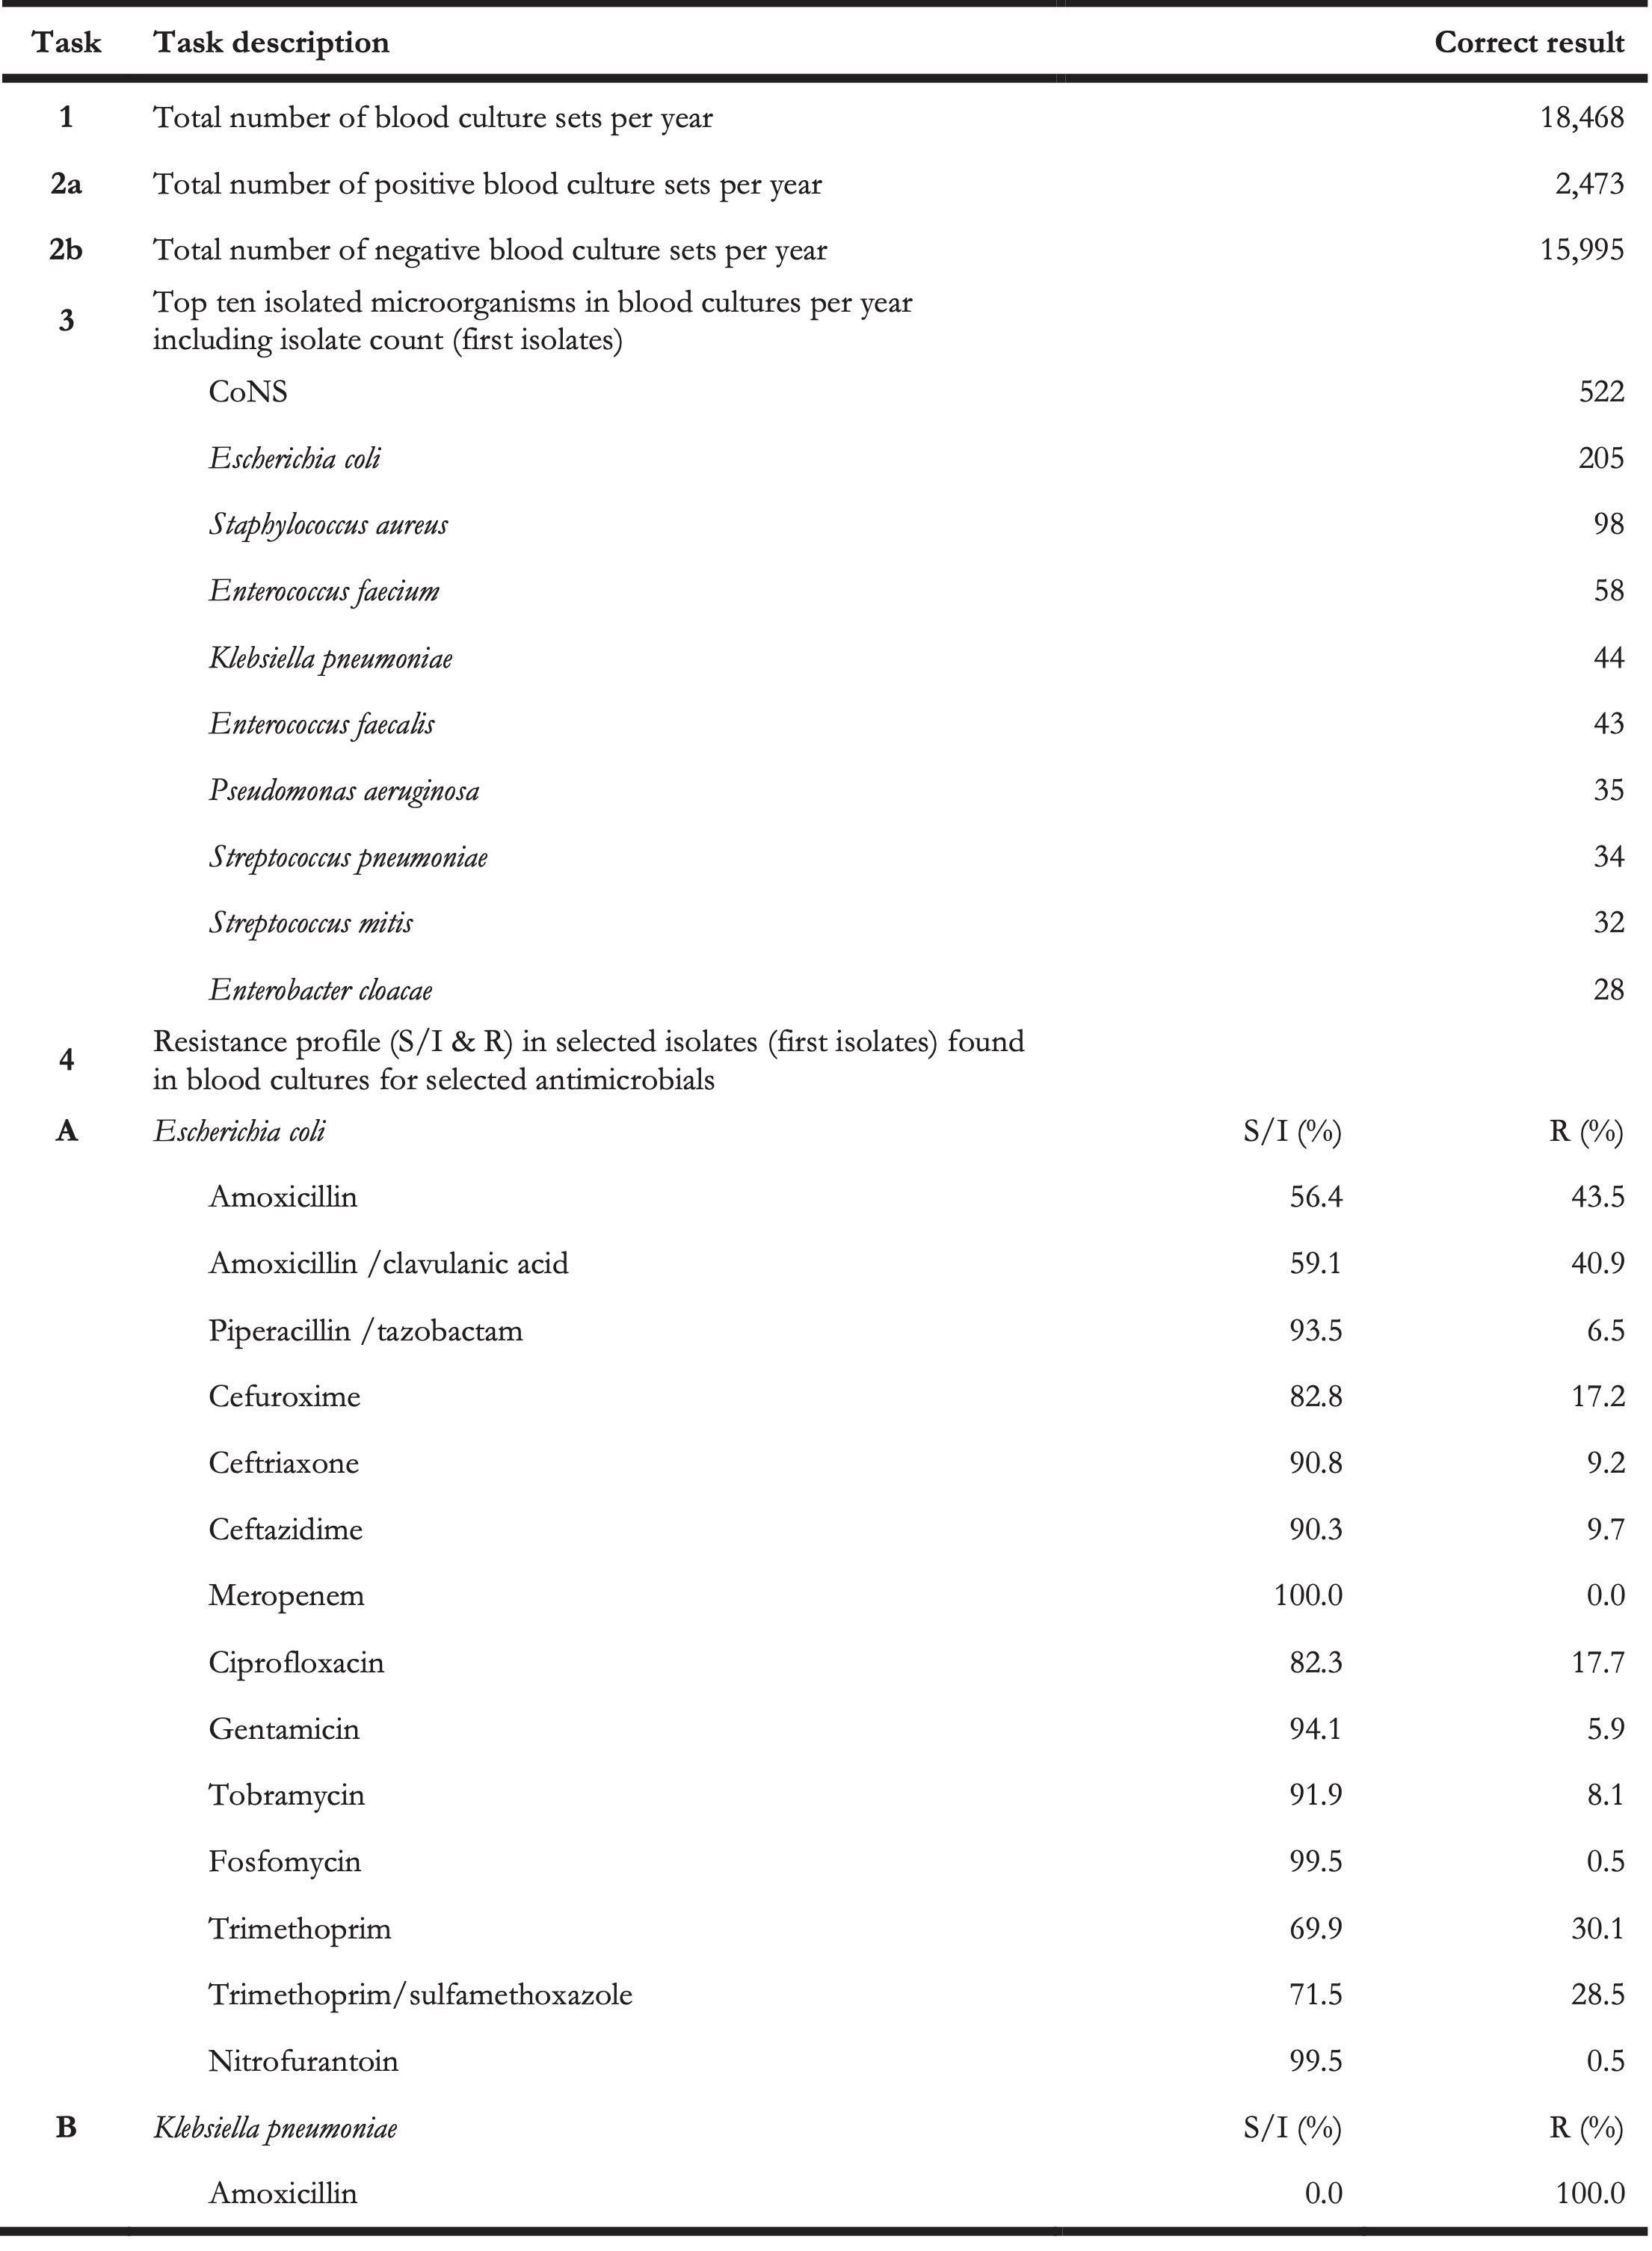 Task Task description Correct result
1 Total number of blood culture sets per year 18,468
2a Total number of positive blood culture sets per year 2,473
2b Total number of negative blood culture sets per year 15,995
3 Top ten isolated microorganisms in blood cultures per year
including isolate count (first isolates)
CoNS 522
Escherichia coli 205
Staphylococcus aureus 98
Enterococcus faecium 58
Klebsiella pneumoniae 44
Enterococcus faecalis 43
Pseudomonas aeruginosa 35
Streptococcus pneumoniae 34
Streptococcus mitis 32
Enterobacter cloacae 28
4 Resistance profile (S/I & R) in selected isolates (first isolates) found
in blood cultures for selected antimicrobials
A Escherichia coli S/I (%) R (%)
Amoxicillin 56.4 43.5
Amoxicillin /clavulanic acid 59.1 40.9
Piperacillin /tazobactam 93.5 6.5
Cefuroxime 82.8 17.2
Ceftriaxone 90.8 9.2
Ceftazidime 90.3 9.7
Meropenem 100.0 0.0
Ciprofloxacin 82.3 17.7
Gentamicin 94.1 5.9
Tobramycin 91.9 8.1
Fosfomycin 99.5 0.5
Trimethoprim 69.9 30.1
Trimethoprim/sulfamethoxazole 71.5 28.5
Nitrofurantoin 99.5 0.5
B Klebsiella pneumoniae S/I (%) R (%)
Amoxicillin 0.0 100.0